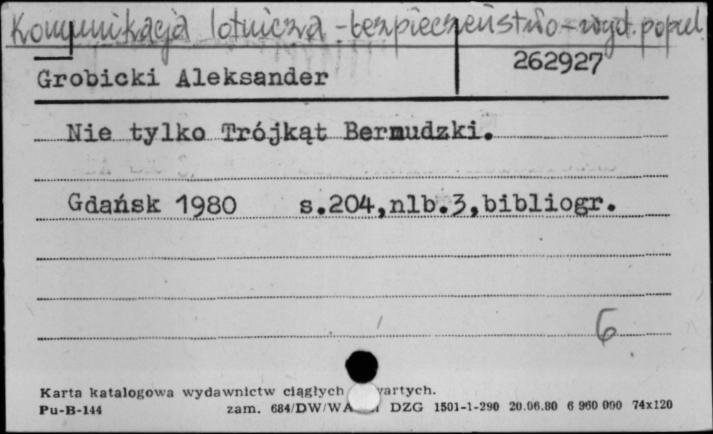 Komunikacja lotnicza - bezpieczeństwo - wyd. popul.
262927
Grobicki Aleksander
Nie tylko Trójkąt Bermudzki.
Gdańsk 1980 s.204,nlb.3,bibliogr.
6
Karta katalogowa wydawnictw ciągłych
Pu-B-144 zam. 684/DW/WA DZG 1501-1-290 20.06.80 6 960 000 74x120